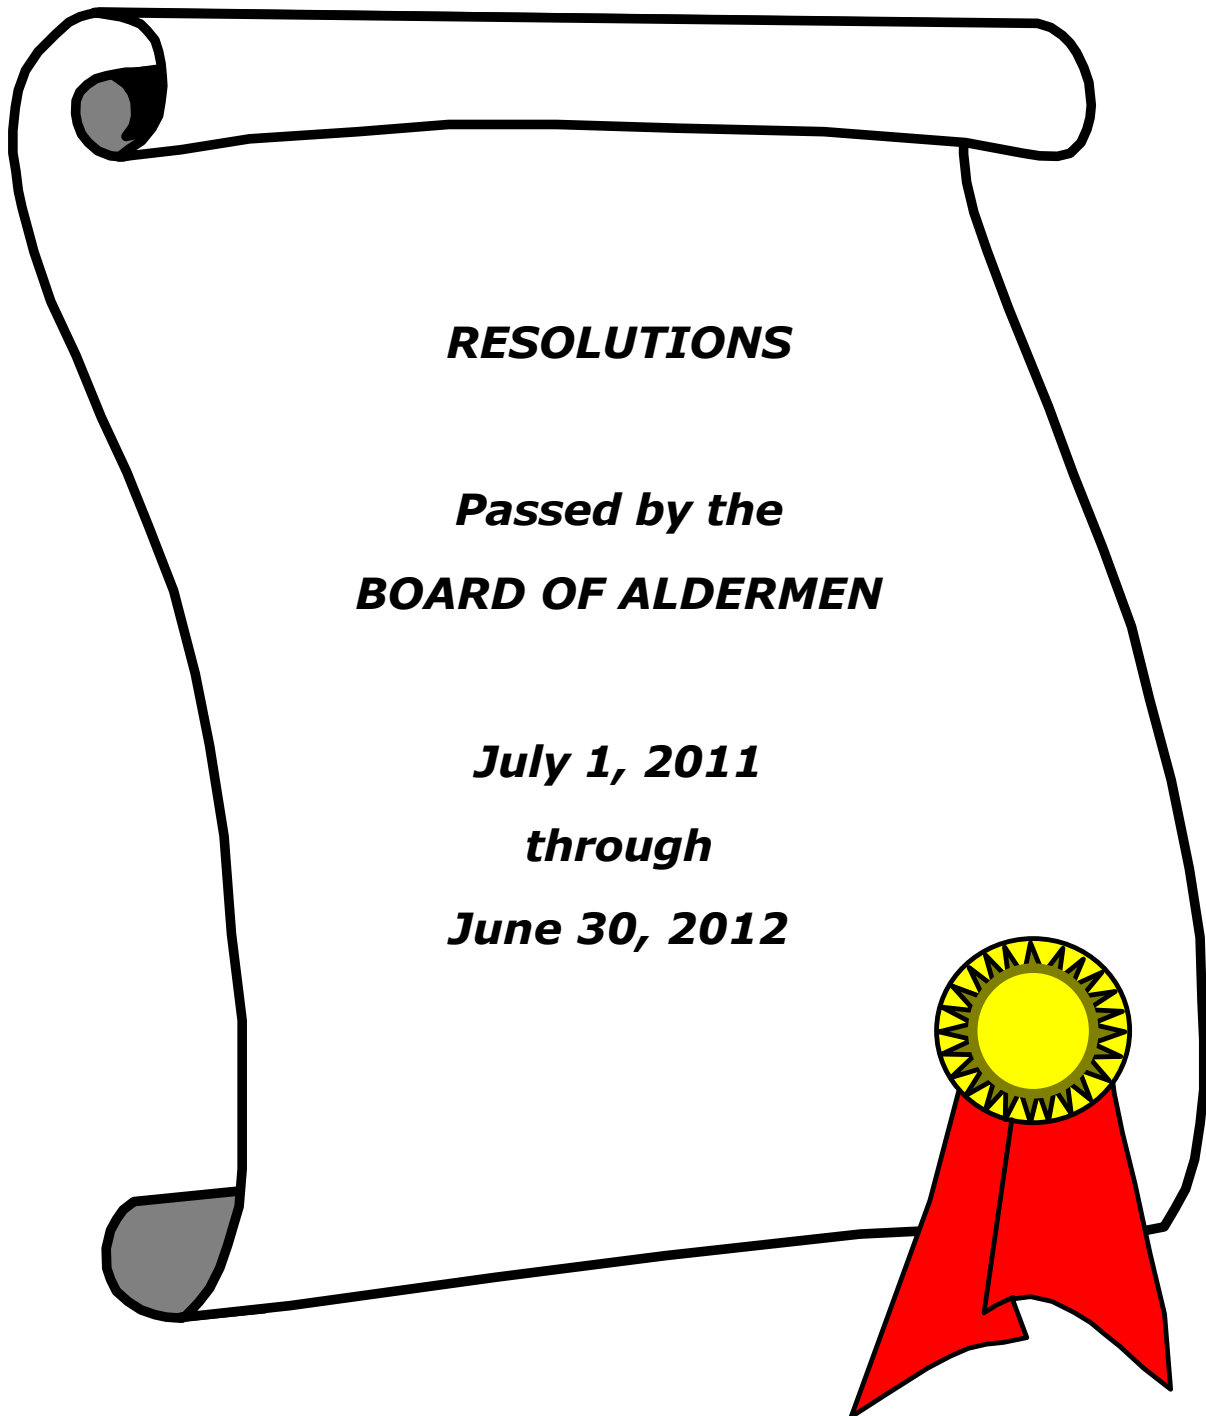 RESOLUTIONS
Passed by the
BOARD OF ALDERMEN
July 1, 2011
through
June 30, 2012